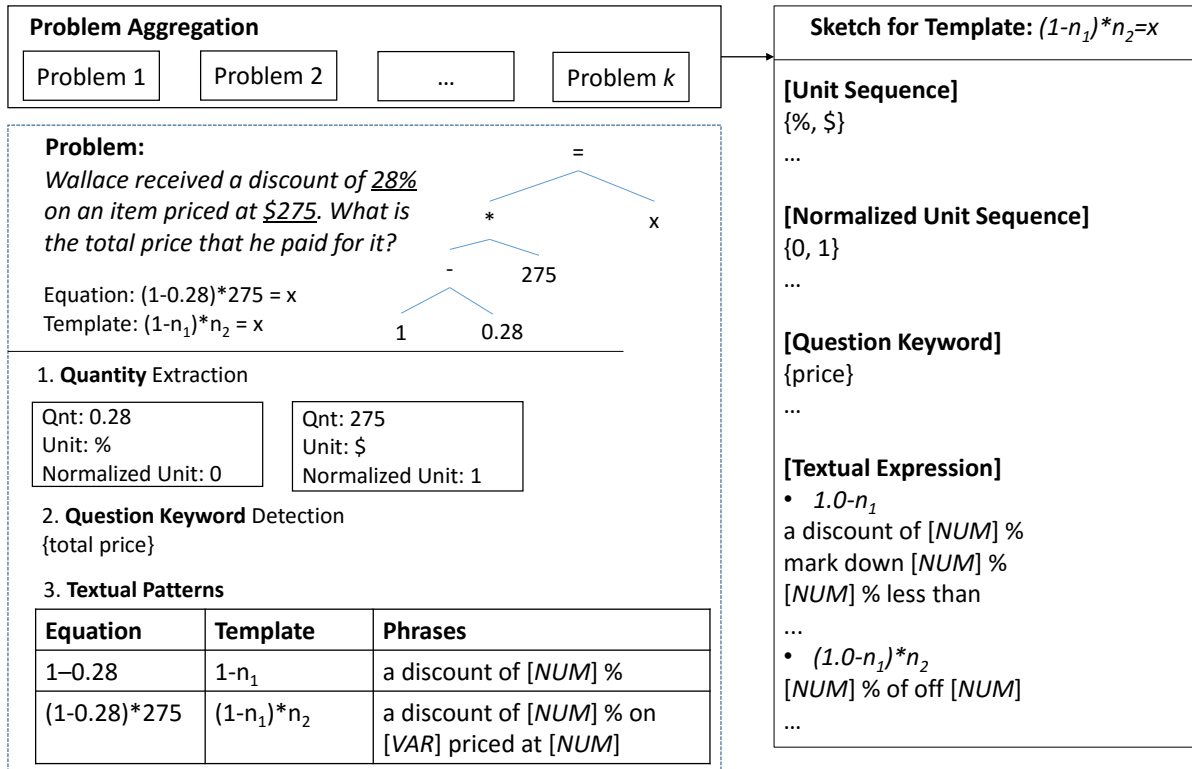 Problem Aggregation
Problem 1
Problem 2
...
Problem k
Problem:
Wallace received a discount of 28%
on an item priced at $275. What is
the total price that he paid for it?
Equation: (1-0.28)*275 = x
Template: (1-n1)*n2 = x
=
*
x
-
275
1
0.28
1. Quantity Extraction
Qnt: 0.28
Unit: %
Normalized Unit: 0
Qnt: 275
Unit: $
Normalized Unit: 1
2. Question Keyword Detection
{total price}
3. Textual Patterns
Equation Template Phrases
1–0.28 1-n1 a discount of [NUM] %
(1-0.28)*275 (1-n1)*n2 a discount of [NUM] % on
[VAR] priced at [NUM]
Sketch for Template: (1-n1)*n2=x
[Unit Sequence]
{%, $}
...
[Normalized Unit Sequence]
{0, 1}
...
[Question Keyword]
{price}
...
[Textual Expression]
• 1.0-n1
a discount of [NUM] %
mark down [NUM] %
[NUM] % less than
...
• (1.0-n1)*n2
[NUM] % of off [NUM]
...